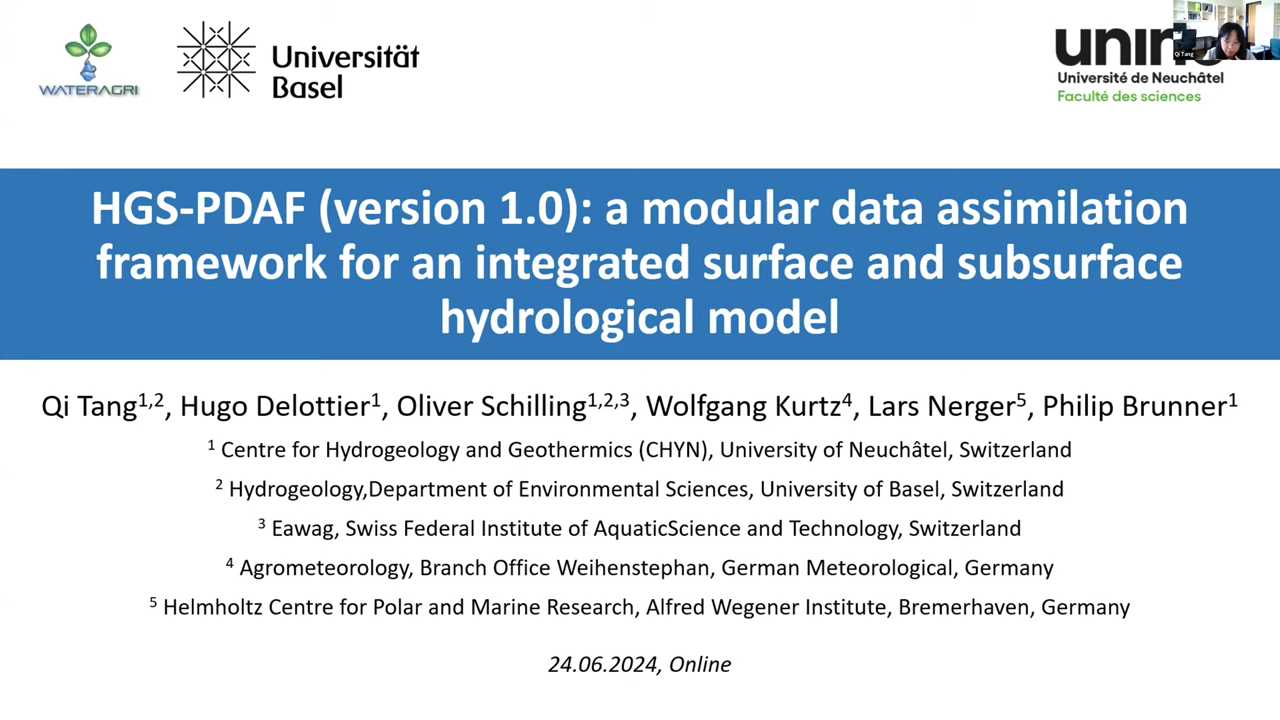 WATERAGRI
Universität
Basel
Université de Neuchâtel
Faculté des sciences
Qi Tang
HGS-PDAF (version 1.0): a modular data assimilation
framework for an integrated surface and subsurface
hydrological model
Qi Tang1,2, Hugo Delottier1, Oliver Schilling1,2,3, Wolfgang Kurtz4, Lars Nerger5, Philip Brunner1
1 Centre for Hydrogeology and Geothermics (CHYN), University of Neuchâtel, Switzerland
2 Hydrogeology,Department of Environmental Sciences, University of Basel, Switzerland
3 Eawag, Swiss Federal Institute of AquaticScience and Technology, Switzerland
4 Agrometeorology, Branch Office Weihenstephan, German Meteorological, Germany
5 Helmholtz Centre for Polar and Marine Research, Alfred Wegener Institute, Bremerhaven, Germany
24.06.2024, Online